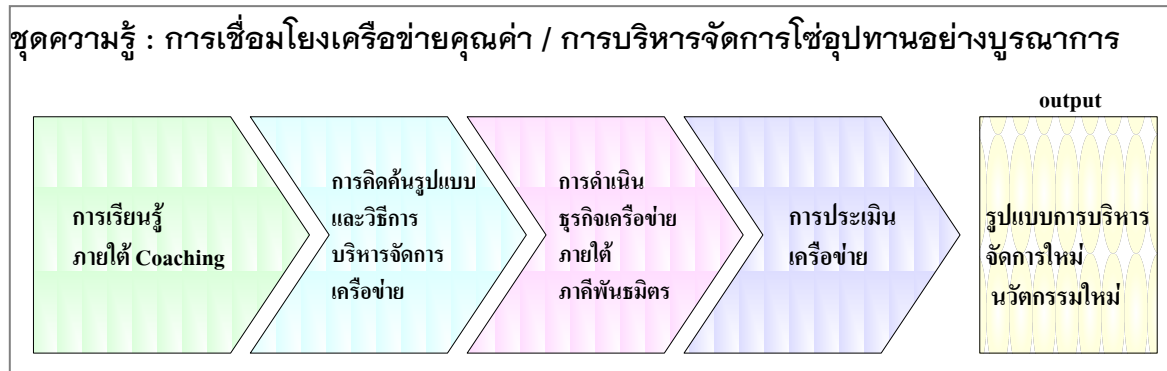 ชุดความรู้ : การเชื่อมโยงเครือข่ายคุณค่า / การบริหารจัดการโซ่อุปทานอย่างบูรณาการ
output
การเรียนรู้
ภายใต้ Coaching
การคิดค้นรูปแบบ
และวิธีการ
บริหารจัดการ
เครือข่าย
การดำเนิน
ธุรกิจเครือข่าย
ภายใต้
ภาคีพันธมิตร
การประเมิน
เครือข่าย
รูปแบบการบริหาร
จัดการใหม่
นวัตกรรมใหม่